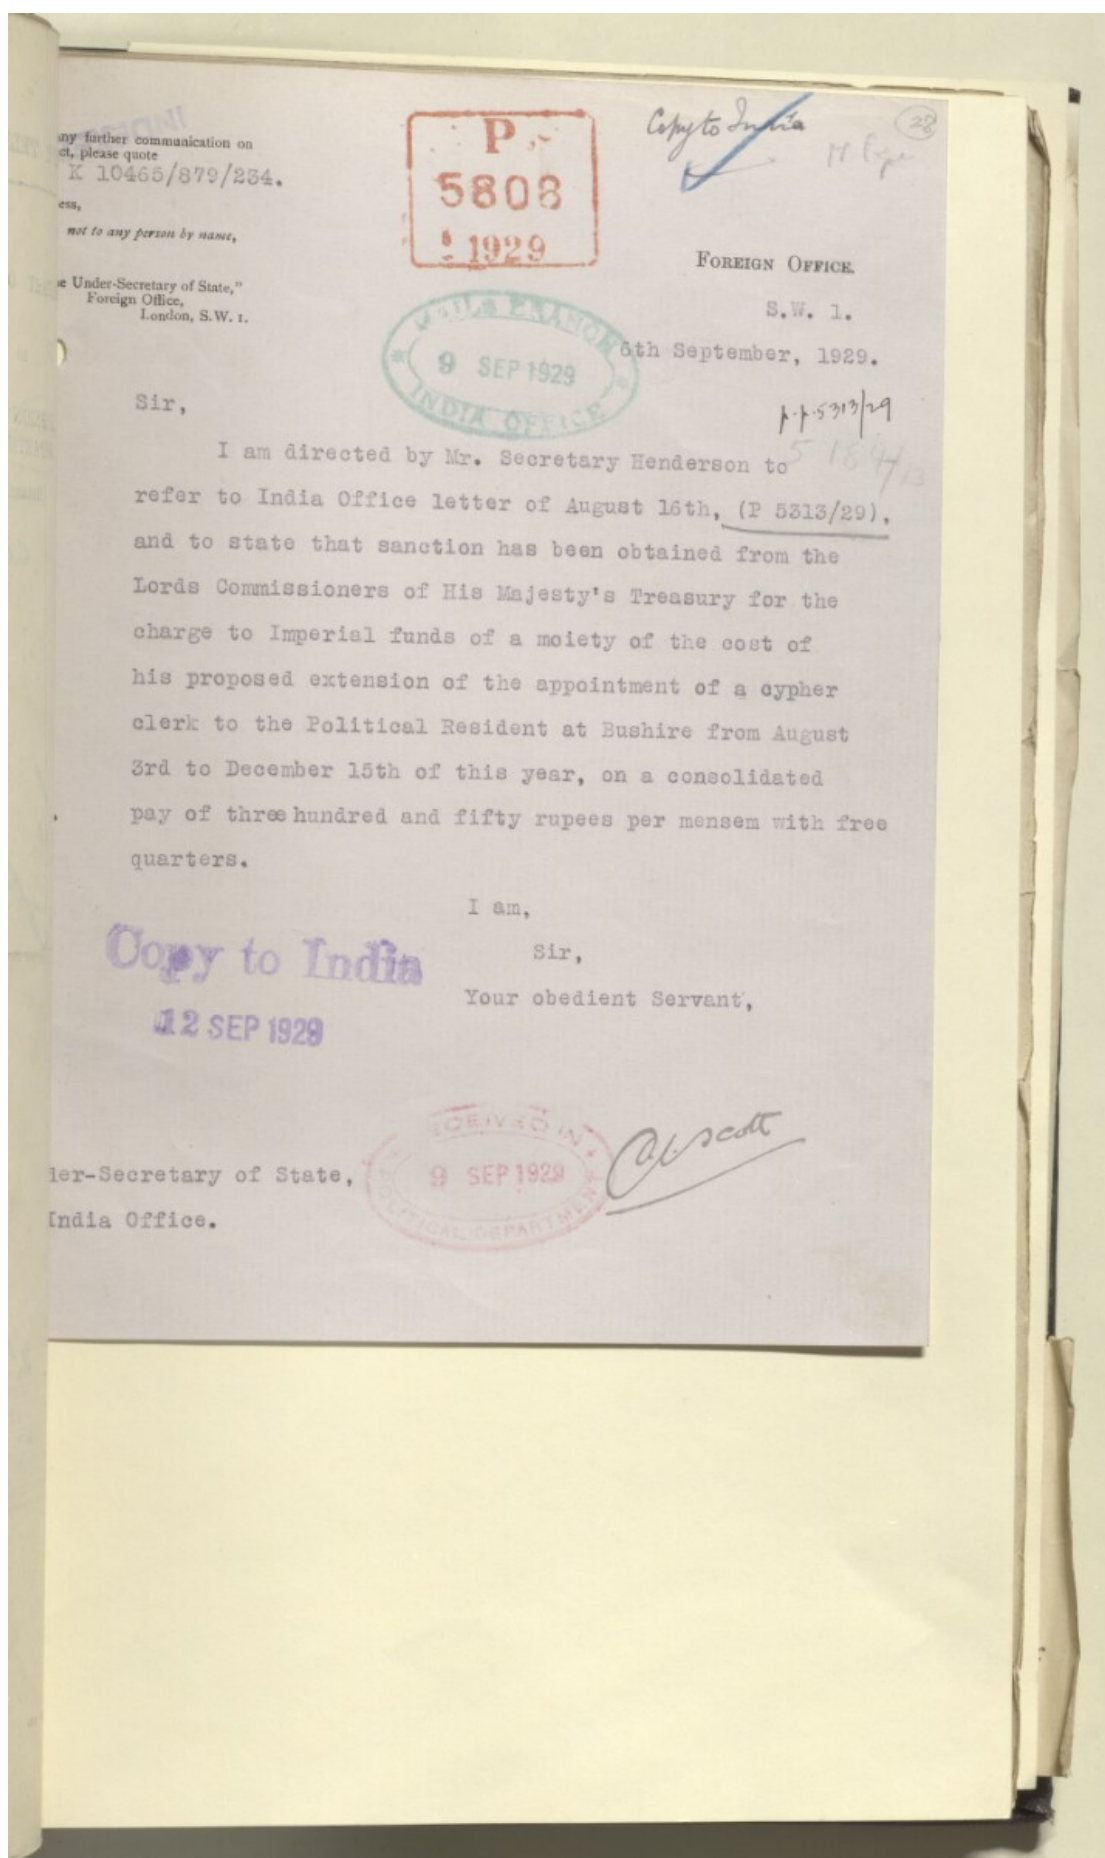 ny further communication on
ct, please quote
K 10465/879/234.
ess,
not to any person by name,
e Under-Secretary of State,"
Foreign Office,
London, S.W. 1.
P
5808
1929
Copy to India
28
FOREIGN OFFICE.
S.W. 1.
6th September, 1929.
MAILS BRANCH
9 SEP 1929
INDIA OFFICE
p.p. 5313/29
Sir,
I am directed by Mr. Secretary Henderson to
refer to India Office letter of August 16th, (P 5313/29),
and to state that sanction has been obtained from the
Lords Commissioners of His Majesty's Treasury for the
charge to Imperial funds of a moiety of the cost of
his proposed extension of the appointment of a cypher
clerk to the Political Resident at Bushire from August
3rd to December 15th of this year, on a consolidated
pay of three hundred and fifty rupees per mensem with free
quarters.
I am,
Sir,
Your obedient Servant,
Copy to India
12 SEP 1929
RECEIVED IN
9 SEP 1929
POLITICAL DEPARTMENT
der-Secretary of State,
India Office.